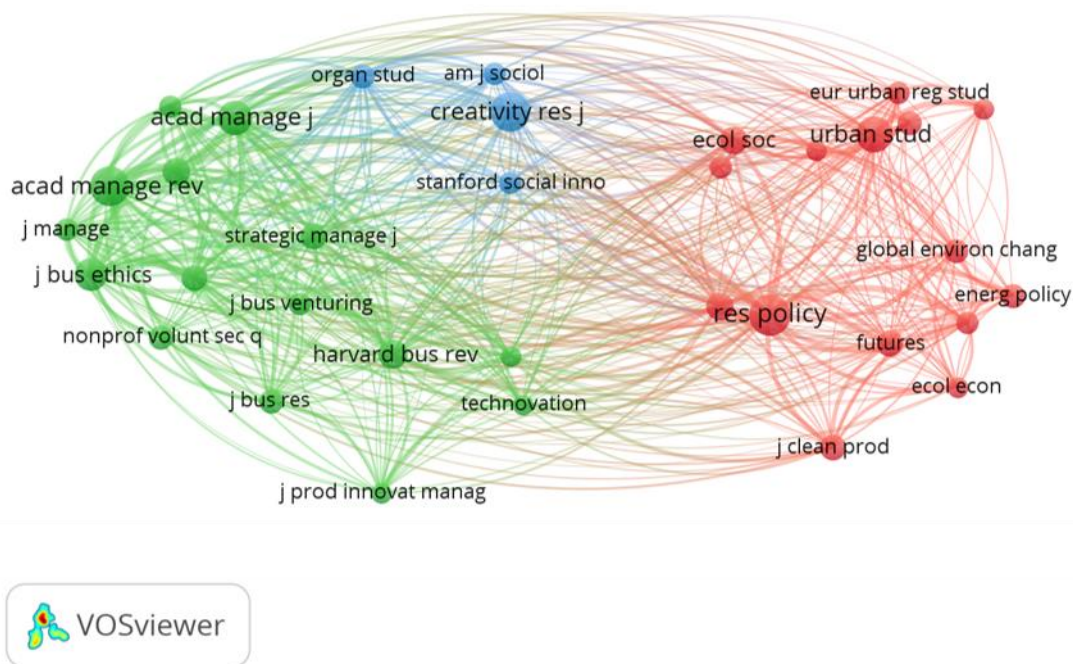 organ stud
am j sociol
eur urban reg stud
acad manage j
creativity res j
urban stud
ecol soc
acad manage rev
stanford social inno
j manage
strategic manage j
global environ chang
j bus ethics
energ policy
j bus venturing
res policy
nonprof volunt sec q
futures
harvard bus rev
ecol econ
j bus res
technovation
j clean prod
j prod innovat manag
VOSviewer